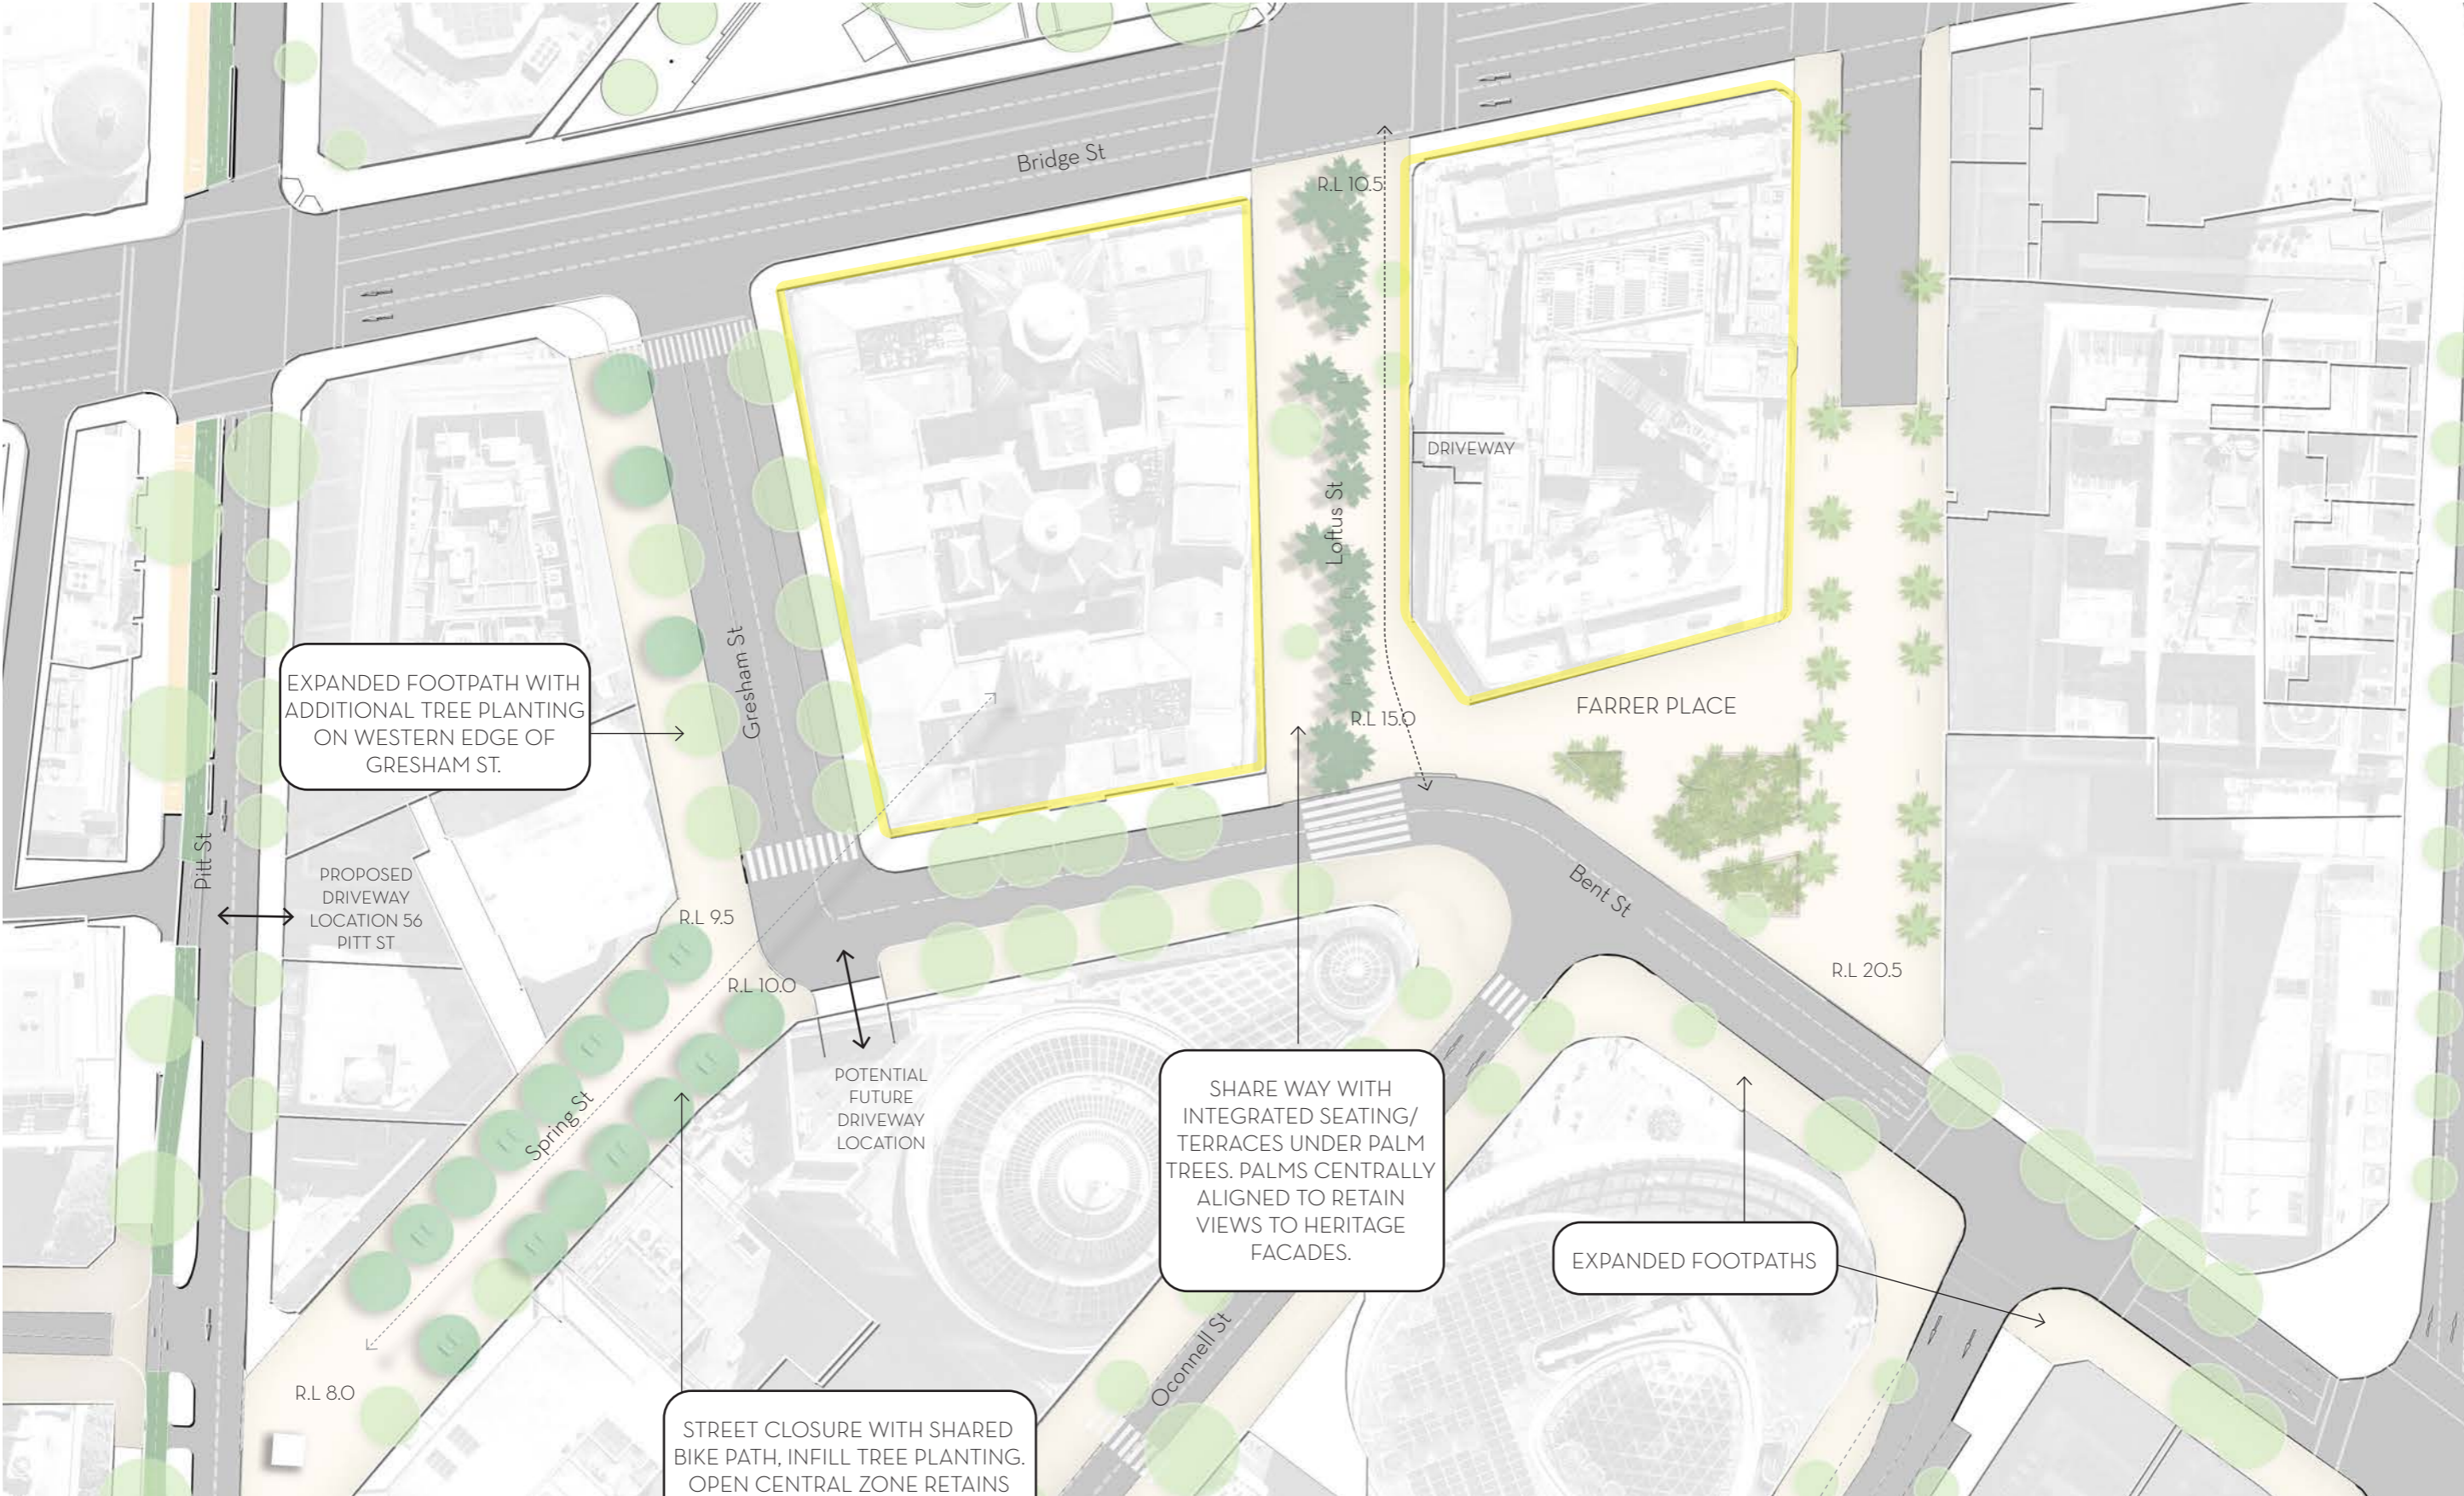 Bridge St
R.L 10.5
DRIVEWAY
Loftus St
EXPANDED FOOTPATH WITH
ADDITIONAL TREE PLANTING
ON WESTERN EDGE OF
GRESHAM ST.
Gresham St
R.L 15.0
FARRER PLACE
Pitt St
PROPOSED
DRIVEWAY
LOCATION 56
PITT ST
R.L 9.5
Bent St
R.L 10.0
R.L 20.5
POTENTIAL
FUTURE
DRIVEWAY
LOCATION
Spring St
SHARE WAY WITH
INTEGRATED SEATING/
TERRACES UNDER PALM
TREES. PALMS CENTRALLY
ALIGNED TO RETAIN
VIEWS TO HERITAGE
FACADES.
EXPANDED FOOTPATHS
Oconnell St
R.L 8.0
STREET CLOSURE WITH SHARED
BIKE PATH, INFILL TREE PLANTING.
OPEN CENTRAL ZONE RETAINS